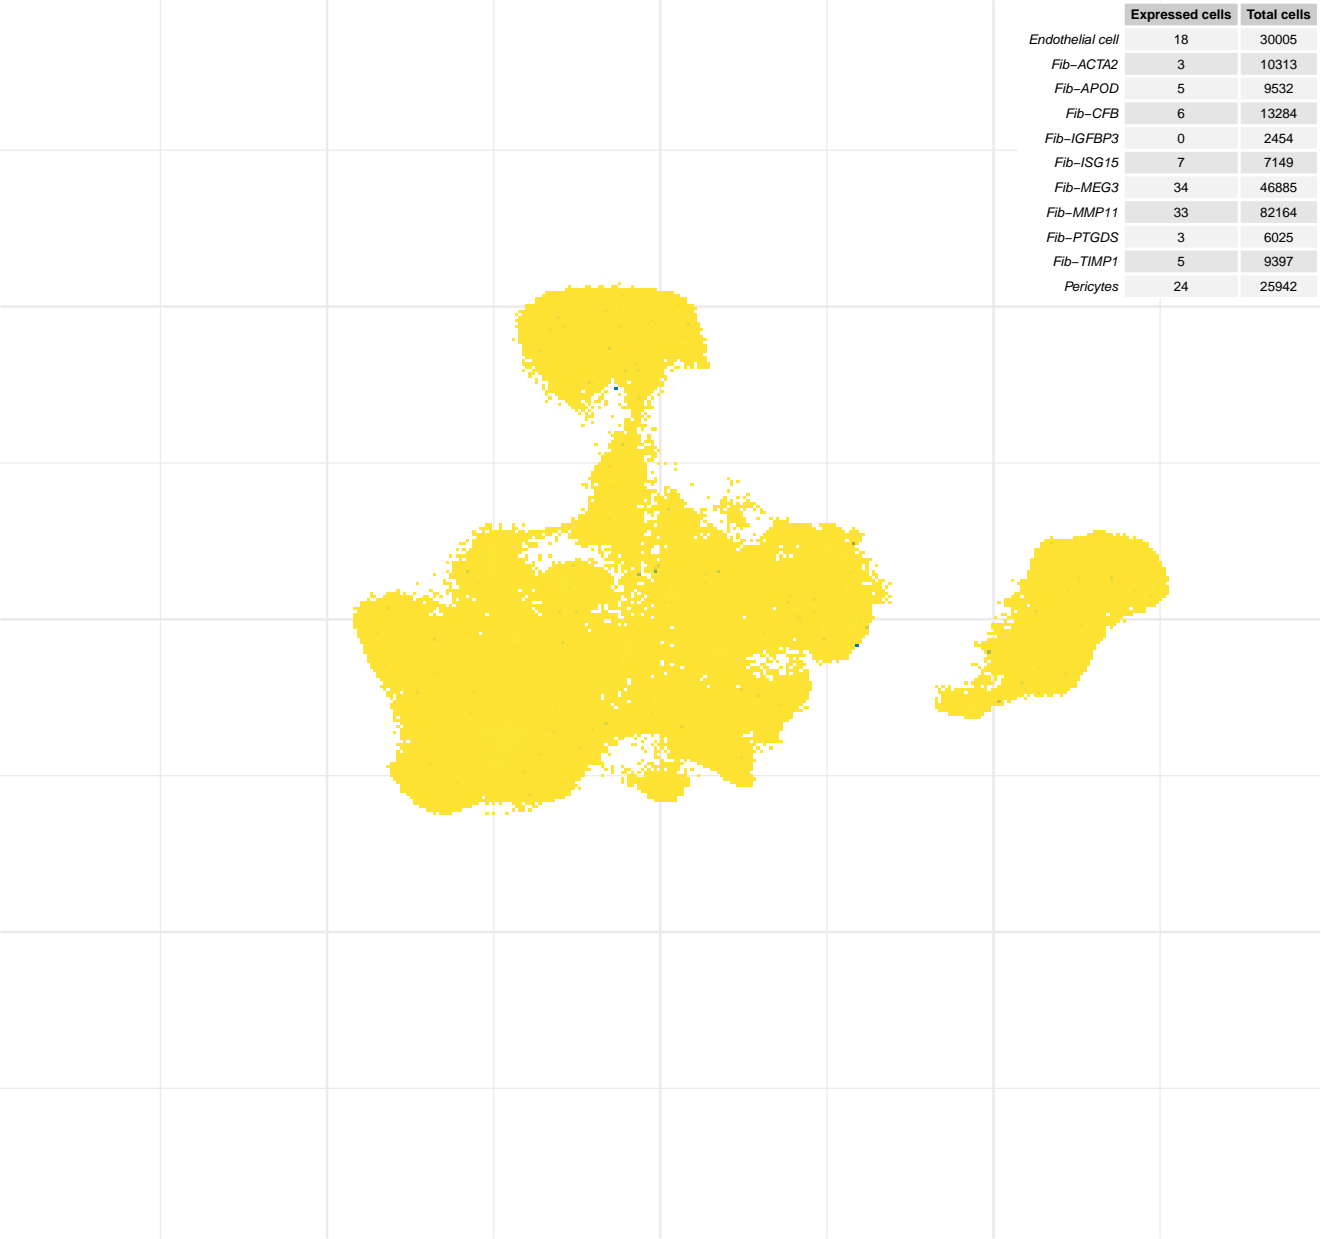 Expressed cells Total cells
Endothelial cell 18 30005
Fib−ACTA2 3 10313
Fib−APOD 5 9532
Fib−CFB 6 13284
Fib−IGFBP3 0 2454
Fib−ISG15 7 7149
Fib−MEG3 34 46885
Fib−MMP11 33 82164
Fib−PTGDS 3 6025
Fib−TIMP1 5 9397
Pericytes 24 25942